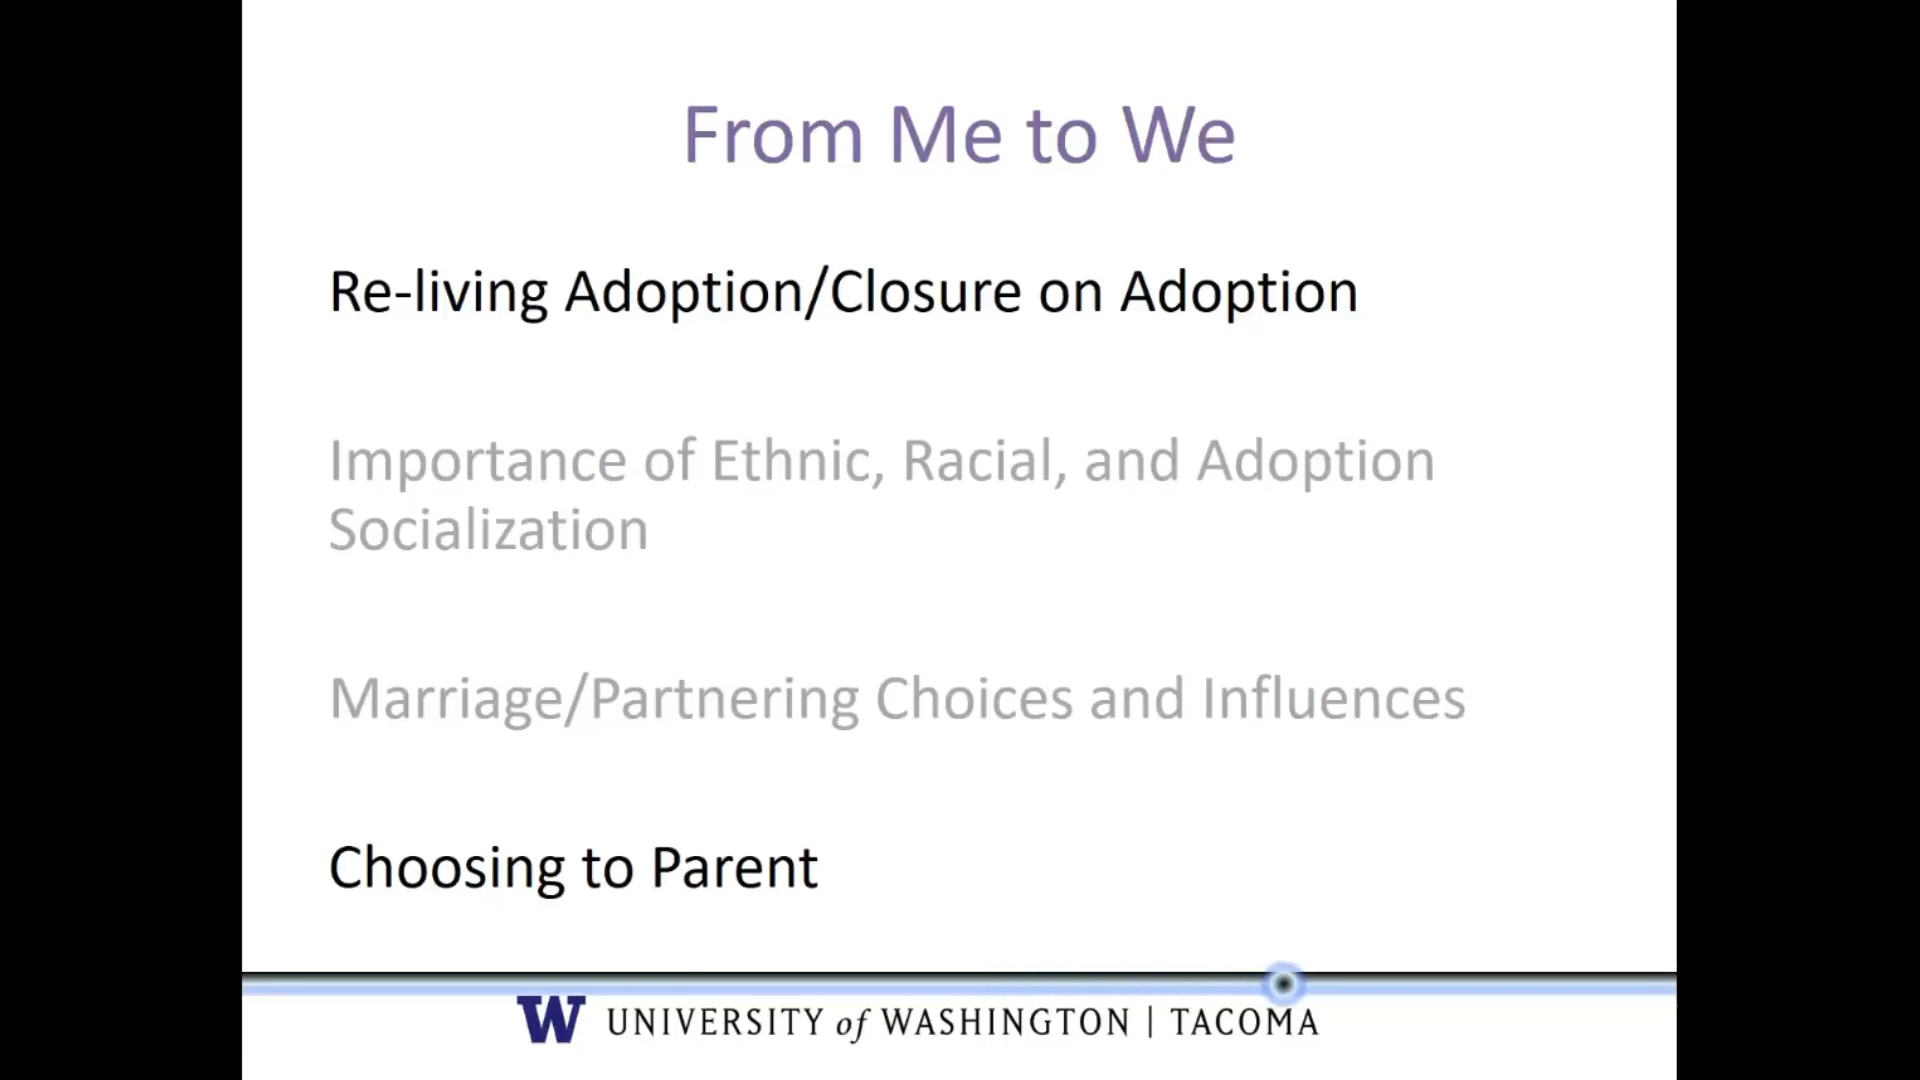 From Me to We
Re-living Adoption/Closure on Adoption
Importance of Ethnic, Racial, and Adoption
Socialization
Marriage/Partnering Choices and Influences
Choosing to Parent
W UNIVERSITY of WASHINGTON | TACOMA